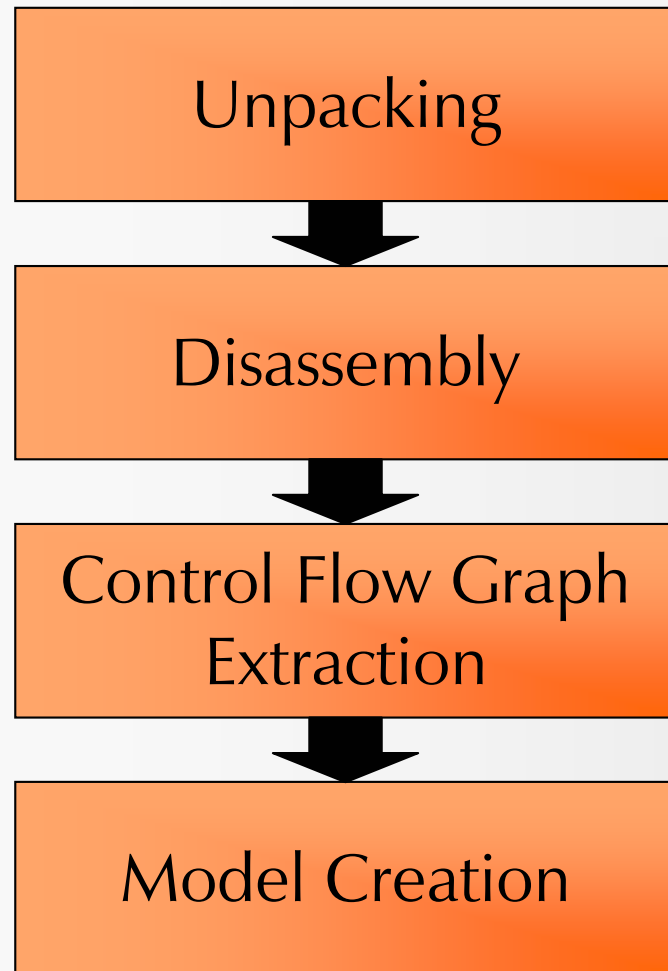 Unpacking
Disassembly
Control Flow Graph
Extraction
Model Creation